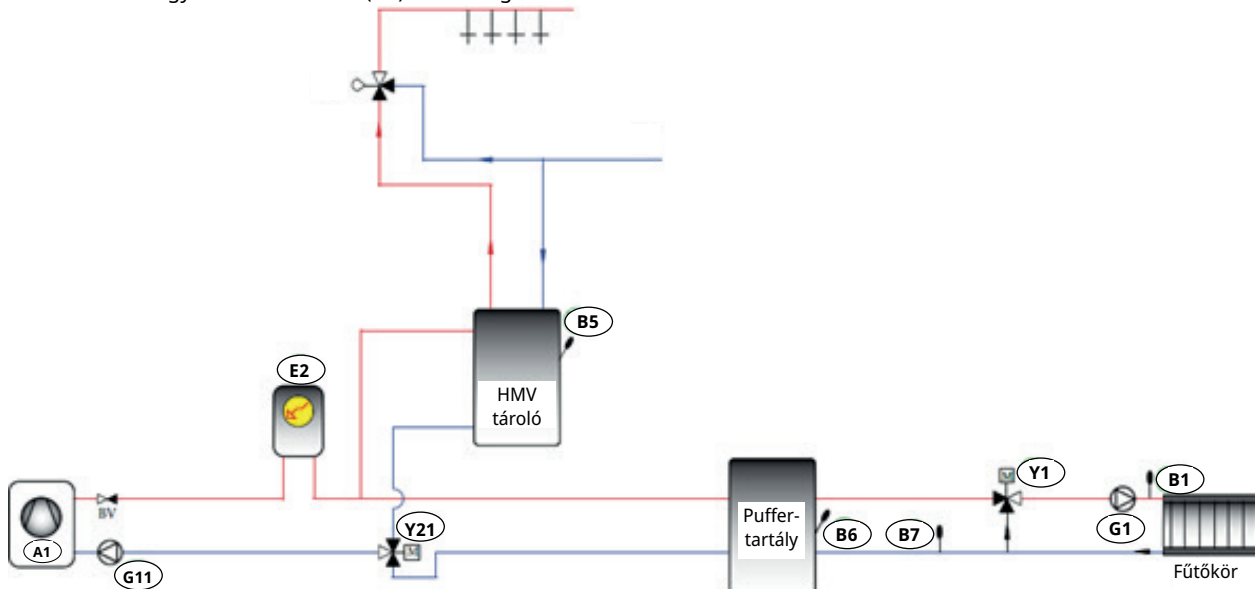 E2
B5
HMV
tároló
A1
BV
G11
Y21
M
Puffer-
tartály
B6
B7
Y1
M
G1
B1
Fűtőkör